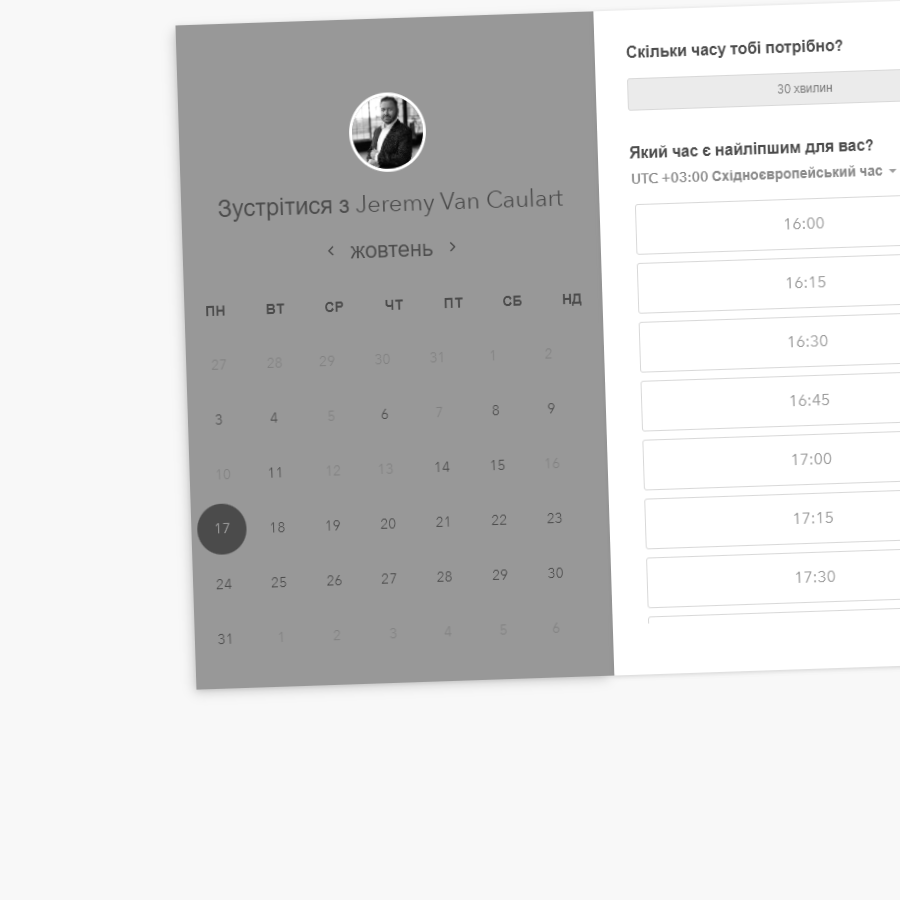 Зустрітися з Jeremy Van Caulart
жовтень
ПН ВТ СР ЧТ ПТ СБ НД
27 28 29 30 31 1 2
3 4 5 6 7 8 9
10 11 12 13 14 15 16
17 18 19 20 21 22 23
24 25 26 27 28 29 30
31 1 2 3 4 5 6
Скільки часу тобі потрібно?
30 хвилин
Який час є найліпшим для вас?
UTC +03:00 Східноєвропейський час
16:00
16:15
16:30
16:45
17:00
17:15
17:30